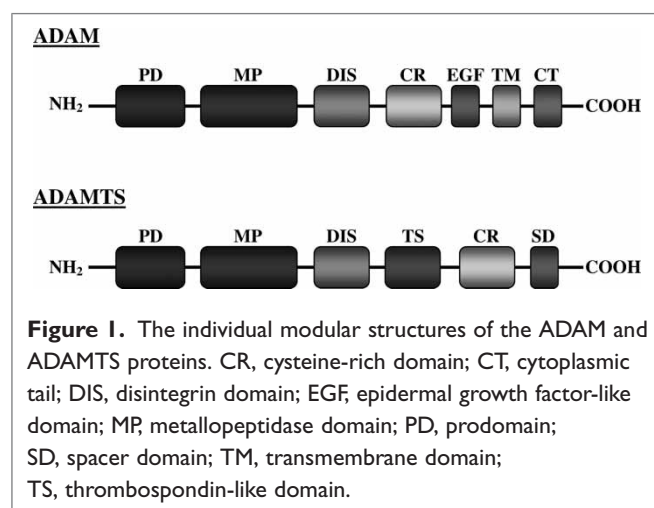 ADAM
PD MP DIS CR EGF TM CT
NH₂ COOH
ADAMTS
PD MP DIS TS CR SD
NH₂ COOH
Figure 1. The individual modular structures of the ADAM and
ADAMTS proteins. CR, cysteine-rich domain; CT, cytoplasmic
tail; DIS, disintegrin domain; EGF, epidermal growth factor-like
domain; MP, metallopeptidase domain; PD, prodomain;
SD, spacer domain; TM, transmembrane domain;
TS, thrombospondin-like domain.